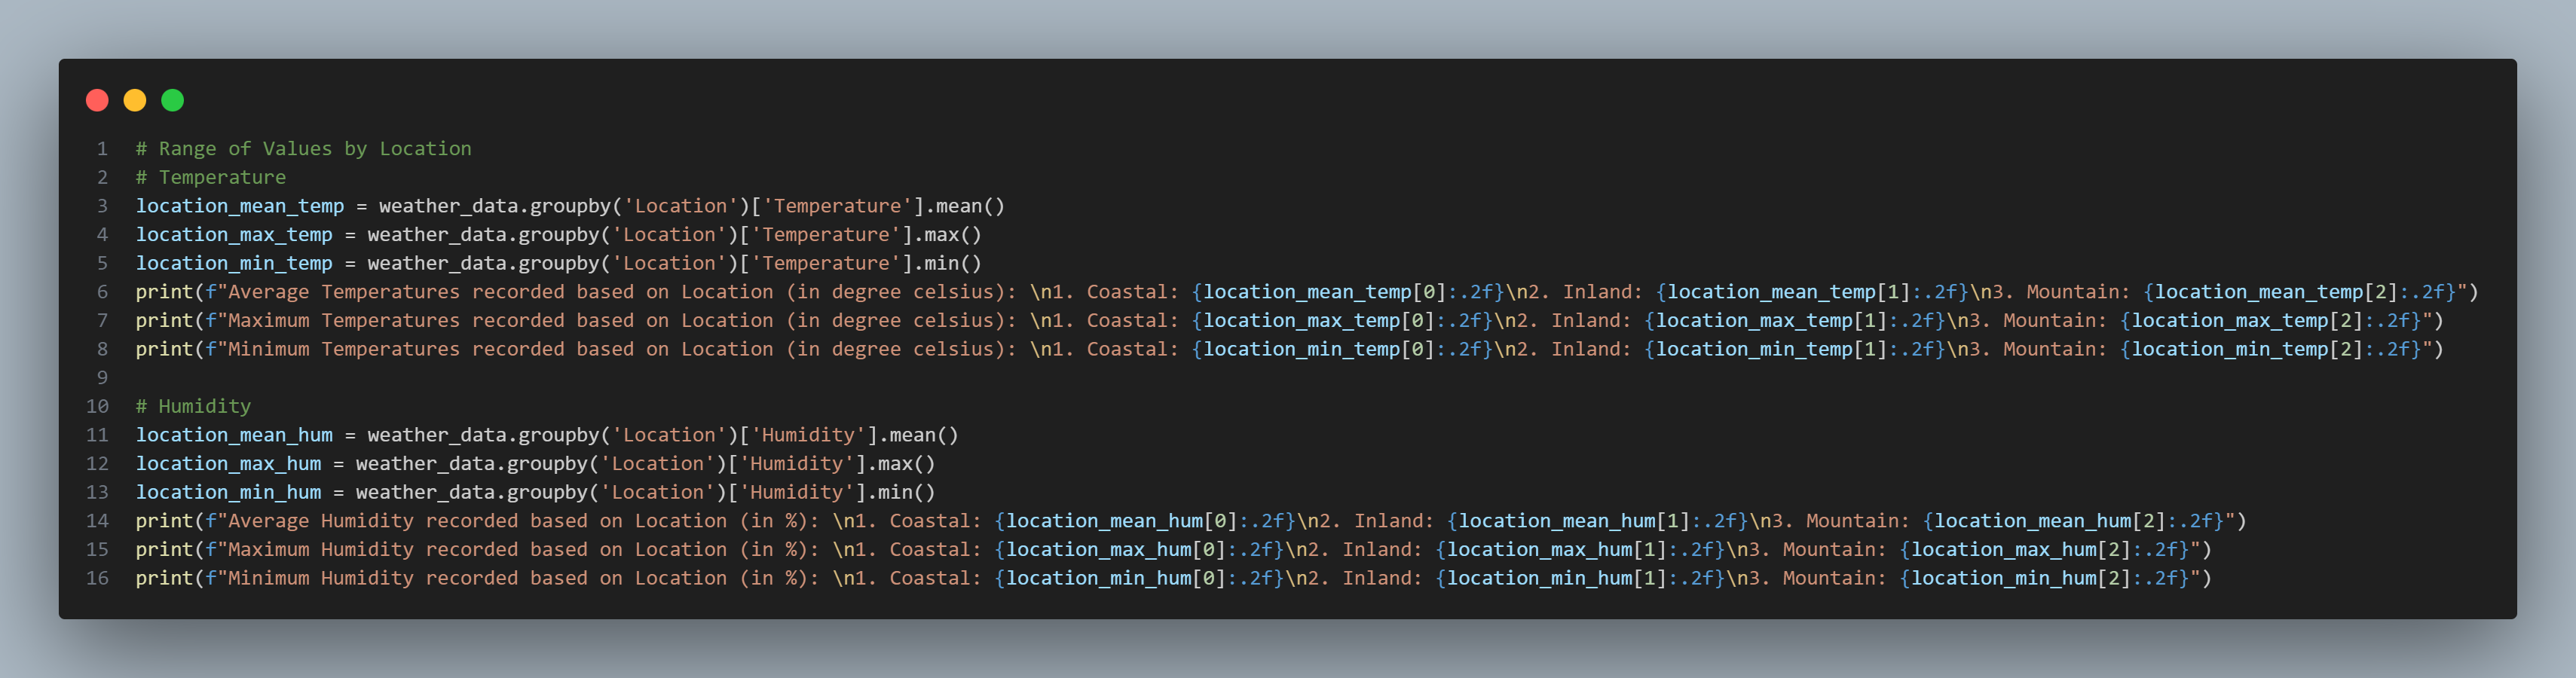 1 # Range of Values by Location
2 # Temperature
3 location_mean_temp = weather_data.groupby('Location')['Temperature'].mean()
4 location_max_temp = weather_data.groupby('Location')['Temperature'].max()
5 location_min_temp = weather_data.groupby('Location')['Temperature'].min()
6 print(f"Average Temperatures recorded based on Location (in degree celsius): \n1. Coastal: {location_mean_temp[0]:.2f}\n2. Inland: {location_mean_temp[1]:.2f}\n3. Mountain: {location_mean_temp[2]:.2f}")
7 print(f"Maximum Temperatures recorded based on Location (in degree celsius): \n1. Coastal: {location_max_temp[0]:.2f}\n2. Inland: {location_max_temp[1]:.2f}\n3. Mountain: {location_max_temp[2]:.2f}")
8 print(f"Minimum Temperatures recorded based on Location (in degree celsius): \n1. Coastal: {location_min_temp[0]:.2f}\n2. Inland: {location_min_temp[1]:.2f}\n3. Mountain: {location_min_temp[2]:.2f}")
9
10 # Humidity
11 location_mean_hum = weather_data.groupby('Location')['Humidity'].mean()
12 location_max_hum = weather_data.groupby('Location')['Humidity'].max()
13 location_min_hum = weather_data.groupby('Location')['Humidity'].min()
14 print(f"Average Humidity recorded based on Location (in %): \n1. Coastal: {location_mean_hum[0]:.2f}\n2. Inland: {location_mean_hum[1]:.2f}\n3. Mountain: {location_mean_hum[2]:.2f}")
15 print(f"Maximum Humidity recorded based on Location (in %): \n1. Coastal: {location_max_hum[0]:.2f}\n2. Inland: {location_max_hum[1]:.2f}\n3. Mountain: {location_max_hum[2]:.2f}")
16 print(f"Minimum Humidity recorded based on Location (in %): \n1. Coastal: {location_min_hum[0]:.2f}\n2. Inland: {location_min_hum[1]:.2f}\n3. Mountain: {location_min_hum[2]:.2f}")